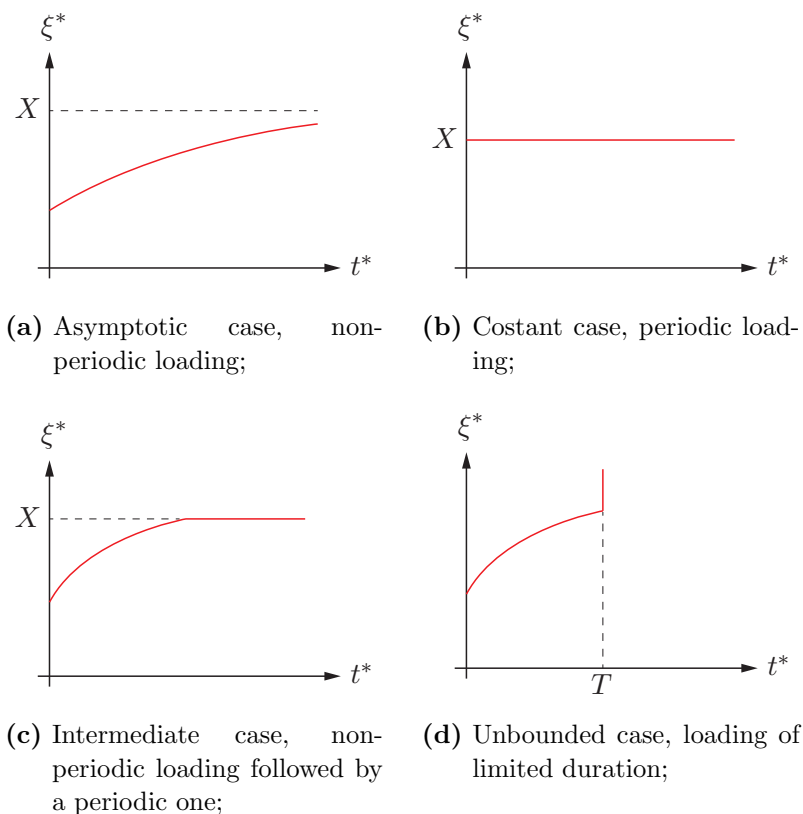 ξ*
X
t*
(a) Asymptotic case, non-
periodic loading;
ξ*
X
t*
(b) Costant case, periodic load-
ing;
ξ*
X
t*
(c) Intermediate case, non-
periodic loading followed by
a periodic one;
ξ*
T
t*
(d) Unbounded case, loading of
limited duration;